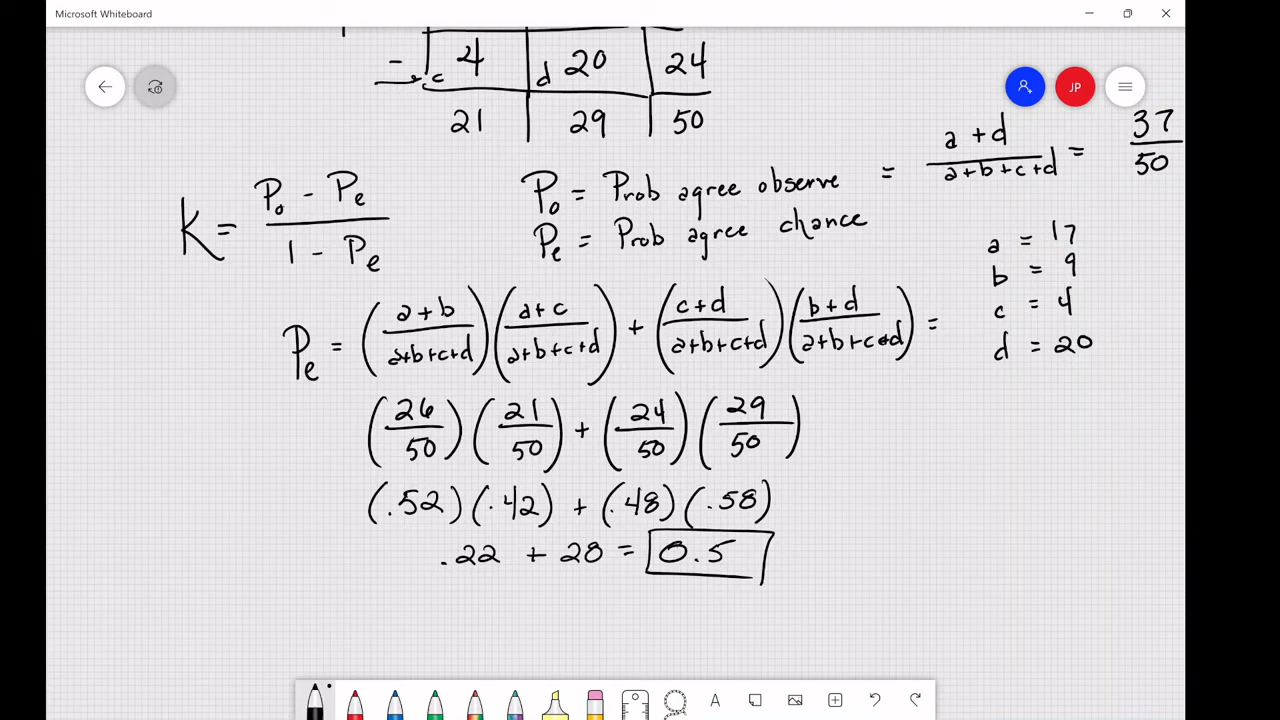 Microsoft Whiteboard
- c 4 d 20 24
21 29 50
JP
K = Po - Pe / 1 - Pe
Po = Prob agree observe = a + d / a+b+c+d = 37 / 50
Pe = Prob agree chance
a = 17
b = 9
c = 4
d = 20
Pe = (a+b / a+b+c+d) (a+c / a+b+c+d) + (c+d / a+b+c+d) (b+d / a+b+c+d) =
(26 / 50) (21 / 50) + (24 / 50) (29 / 50)
(.52) (.42) + (.48) (.58)
.22 + 28 = 0.5
A